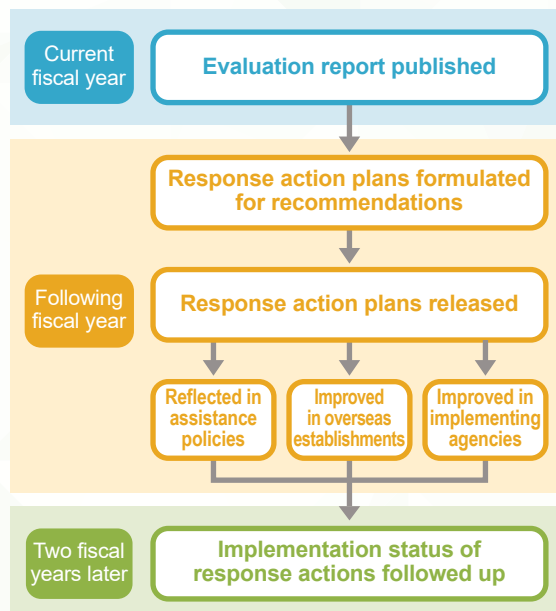 Current
fiscal year
Evaluation report published
Response action plans formulated
for recommendations
Following
fiscal year
Response action plans released
Reflected in
assistance
policies
Improved
in overseas
establishments
Improved in
implementing
agencies
Two fiscal
years later
Implementation status of
response actions followed up